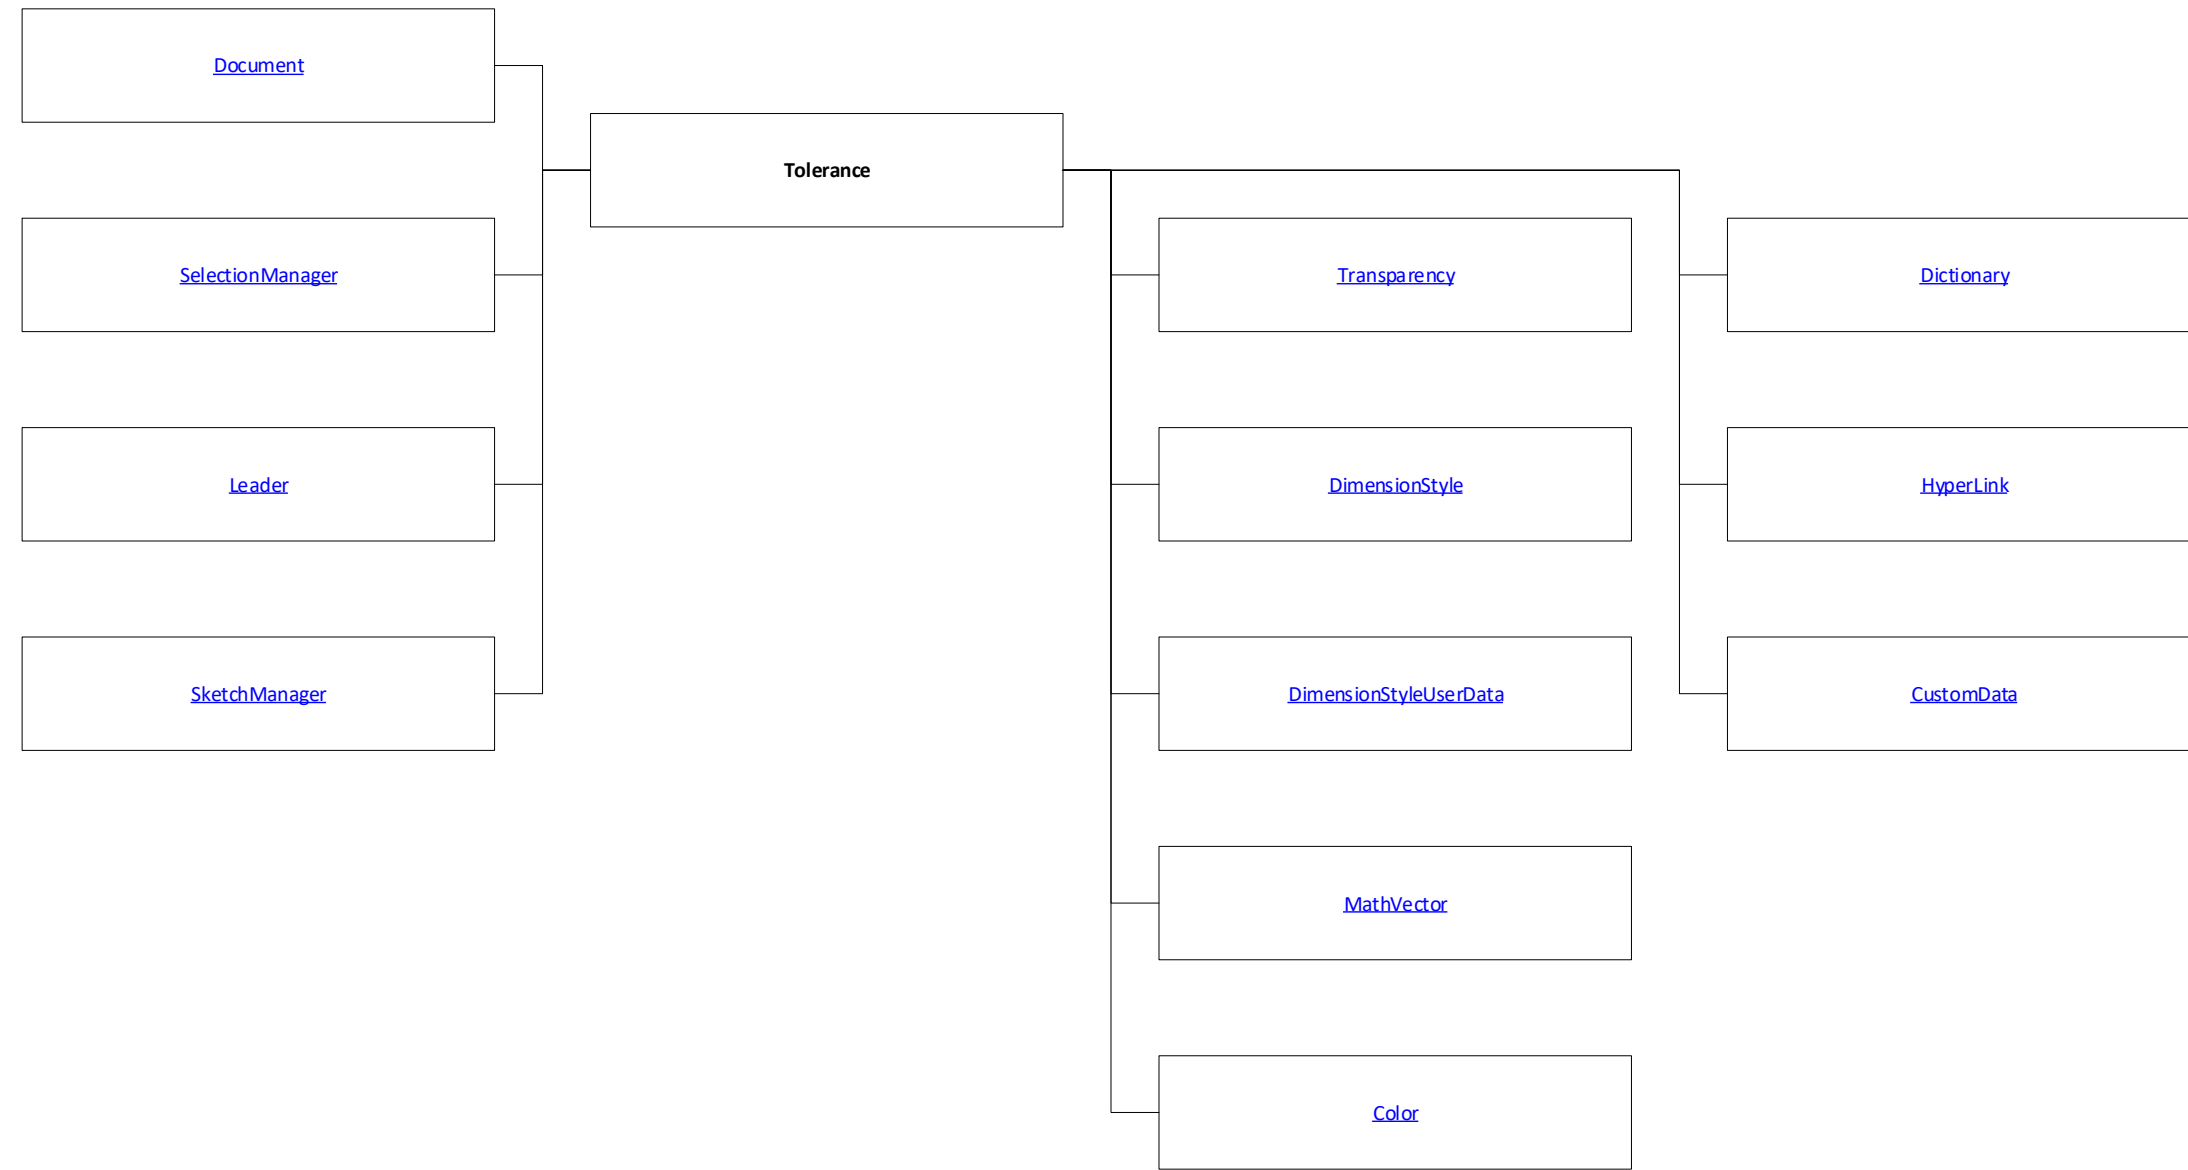 Document
Tolerance
SelectionManager
Transparency
Dictionary
Leader
DimensionStyle
HyperLink
SketchManager
DimensionStyleUserData
CustomData
MathVector
Color